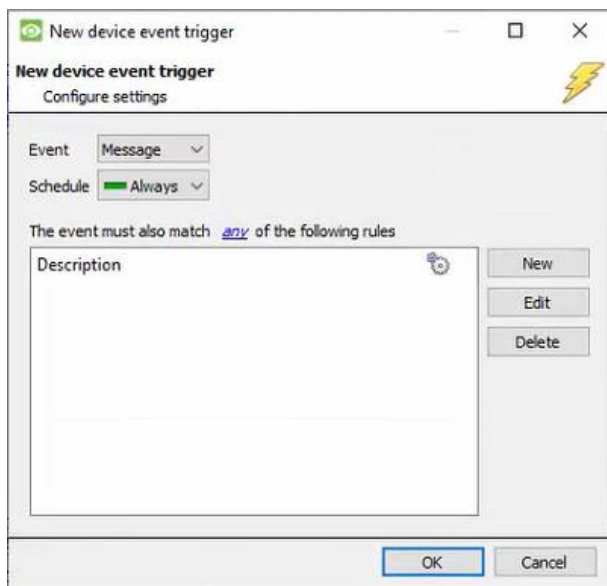 New device event trigger
New device event trigger
Configure settings
Event Message
Schedule Always
The event must also match any of the following rules
Description
New
Edit
Delete
OK Cancel